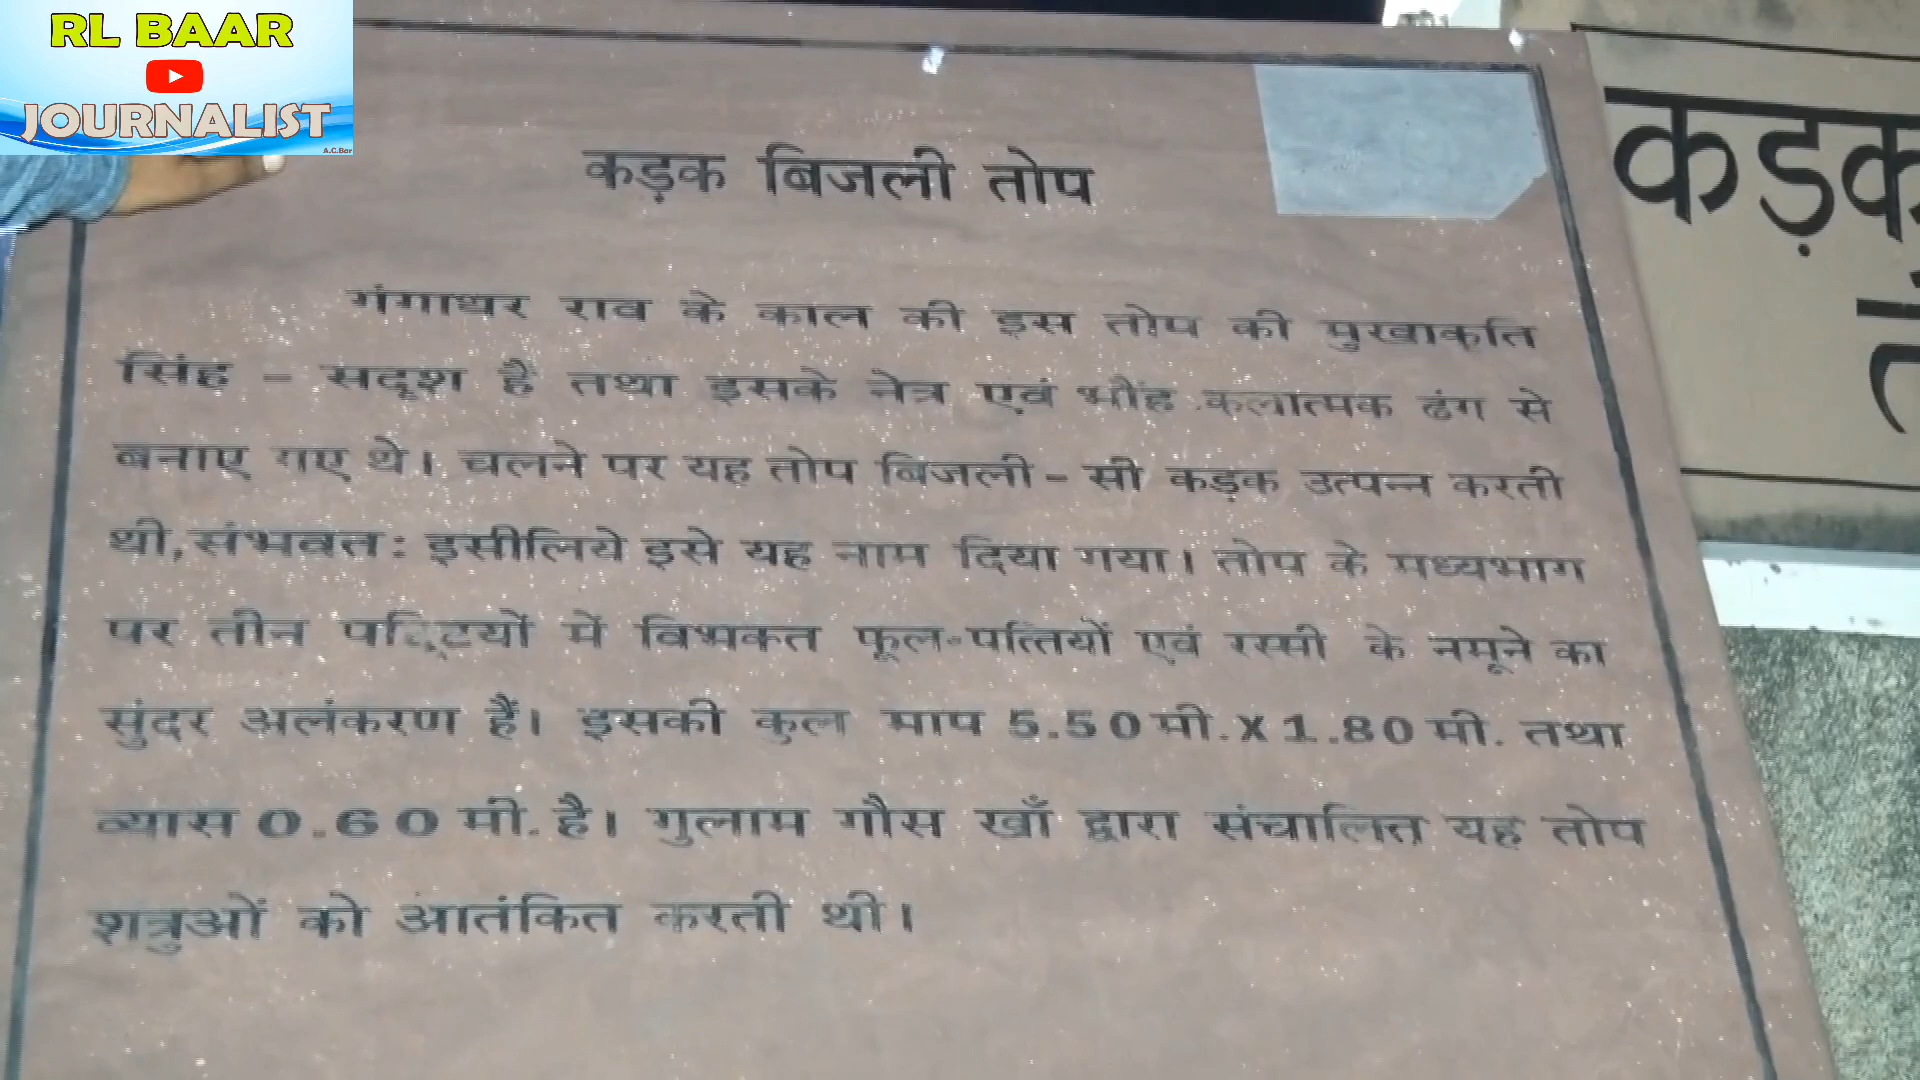 RL BAAR
JOURNALIST
A.C.Bar
कड़क बिजली तोप
गंगाधर राव के काल की इस तोप की मुखाकृति
सिंह - सदृश है तथा इसके नेत्र एवं भौंह कलात्मक ढंग से
बनाए गए थे। चलने पर यह तोप बिजली - सी कड़क उत्पन्न करती
थी, संभवत: इसीलिये इसे यह नाम दिया गया। तोप के मध्यभाग
पर तीन पट्टियों में विभक्त फूल-पत्तियों एवं रस्सी के नमूने का
सुंदर अलंकरण हैं। इसकी कुल माप 5.50 मी. X 1.80 मी. तथा
व्यास 0.60 मी. है। गुलाम गौस खाँ द्वारा संचालित यह तोप
शत्रुओं को आतंकित करती थी।
कड़क